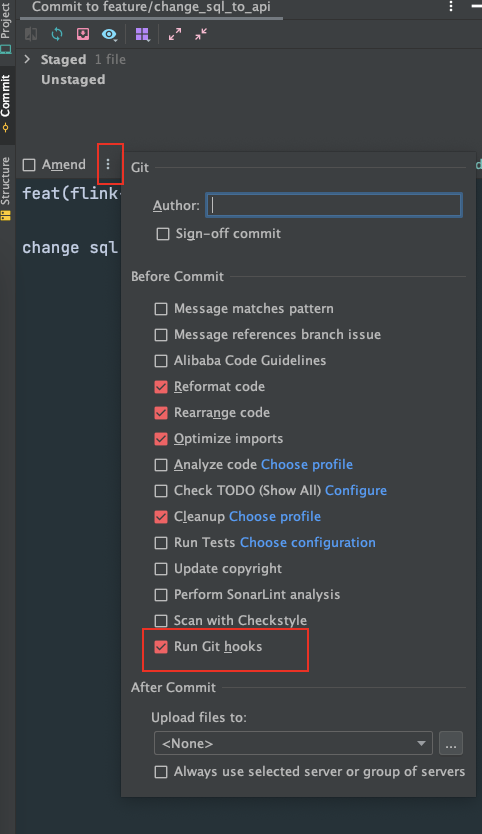 Commit to feature/change_sql_to_api
Project
Commit
Structure
Staged 1 file
Unstaged
Amend
feat(flink-
change sql
Git
Author:
Sign-off commit
Before Commit
Message matches pattern
Message references branch issue
Alibaba Code Guidelines
Reformat code
Rearrange code
Optimize imports
Analyze code Choose profile
Check TODO (Show All) Configure
Cleanup Choose profile
Run Tests Choose configuration
Update copyright
Perform SonarLint analysis
Scan with Checkstyle
Run Git hooks
After Commit
Upload files to:
<None>
...
Always use selected server or group of servers